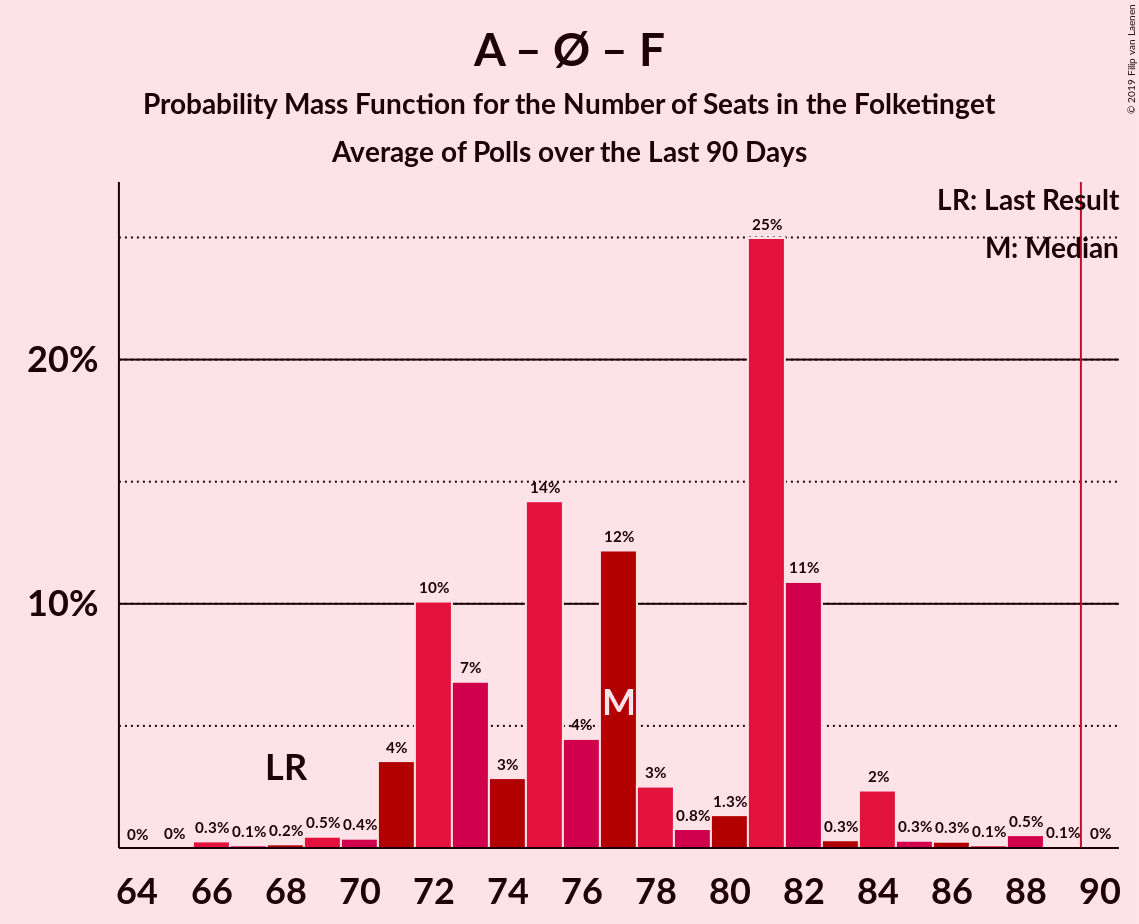 A – Ø – F
Probability Mass Function for the Number of Seats in the Folketinget
Average of Polls over the Last 90 Days
© 2019 Filip van Laenen
LR: Last Result
M: Median
25%
20%
14%
12%
11%
10%
10%
7%
4%
M
4%
LR
3%
3%
2%
1.3%
0% 0% 0.3% 0.1% 0.2% 0.5% 0.4% 0.8% 0.3% 0.3% 0.3% 0.1% 0.5% 0.1% 0%
64 66 68 70 72 74 76 78 80 82 84 86 88 90